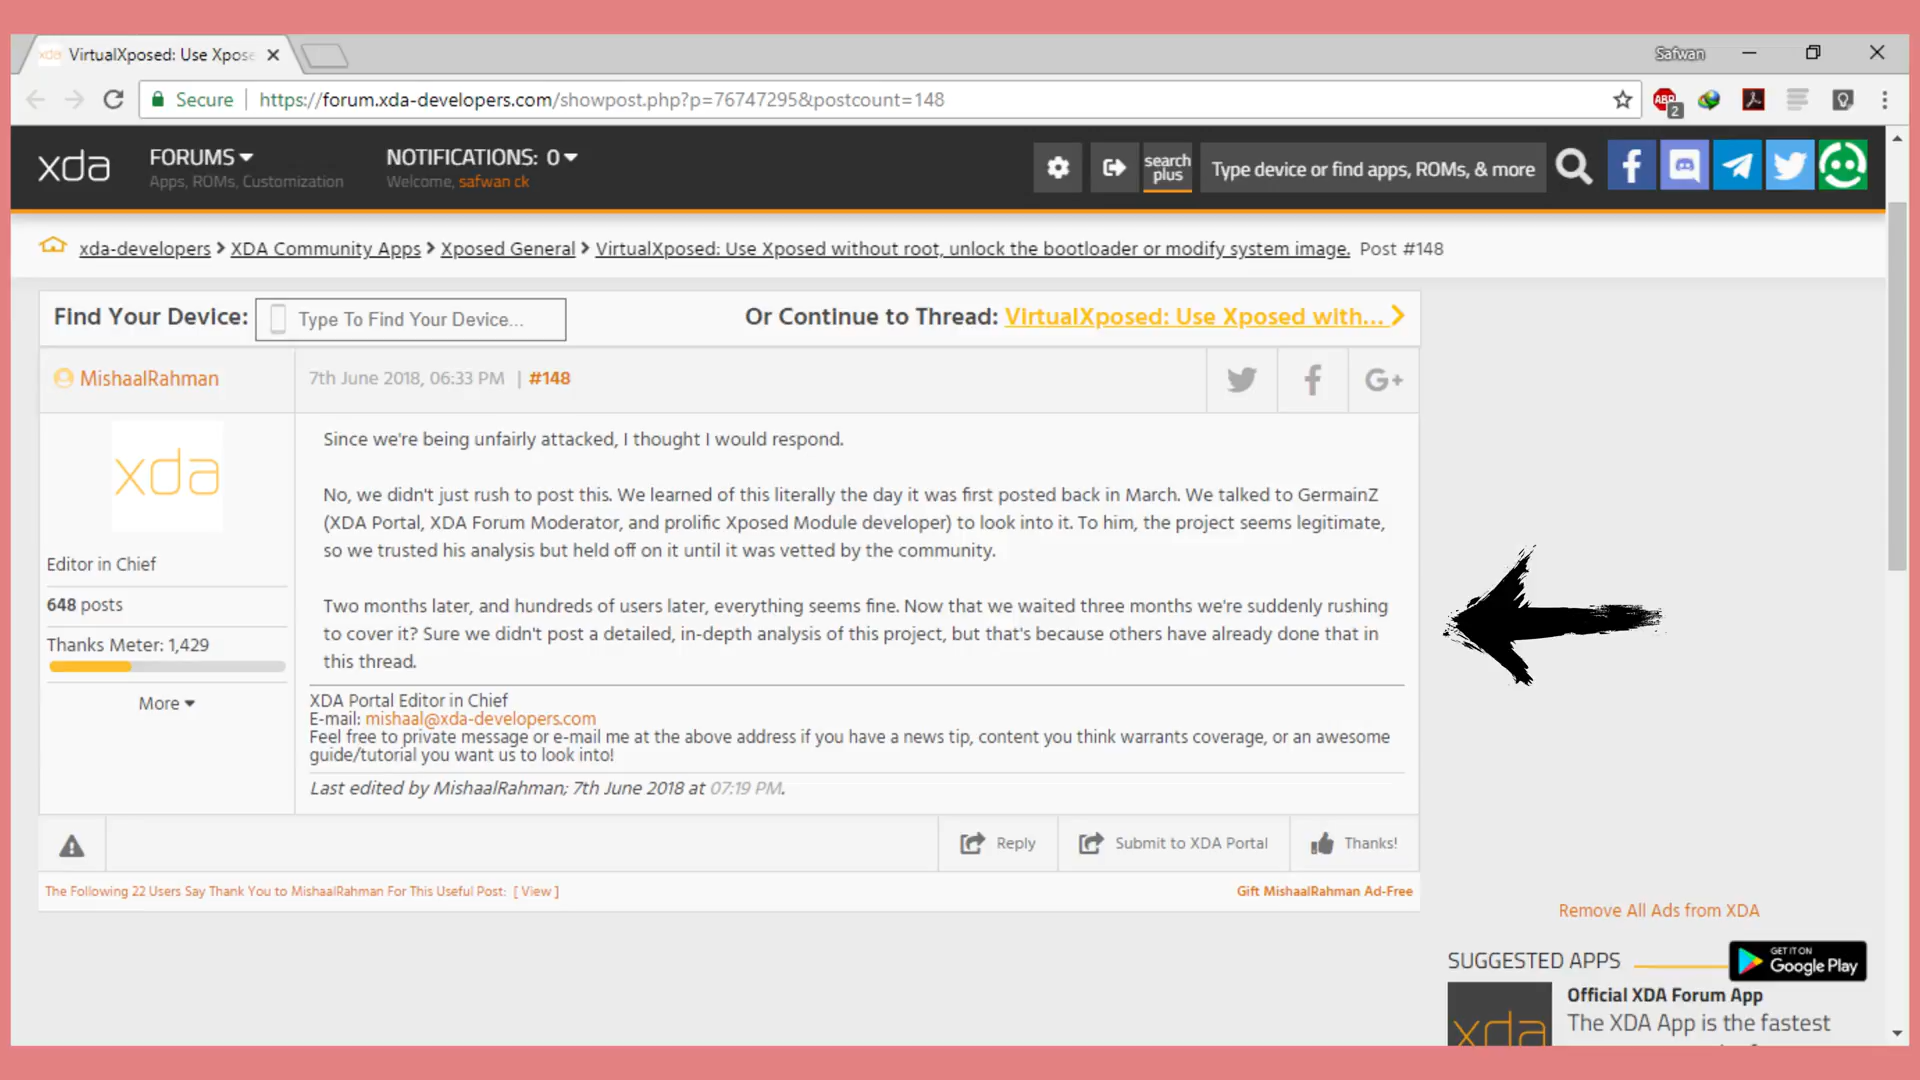 VirtualXposed: Use Xpose
Safwan
Secure | https://forum.xda-developers.com/showpost.php?p=76747295&postcount=148
ABP
2
xda
FORUMS
Apps, ROMs, Customization
NOTIFICATIONS: 0
Welcome, safwan ck
search
plus
Type device or find apps, ROMs, & more
xda-developers > XDA Community Apps > Xposed General > VirtualXposed: Use Xposed without root, unlock the bootloader or modify system image. Post #148
Find Your Device: Type To Find Your Device...
Or Continue to Thread: VirtualXposed: Use Xposed with...
MishaalRahman
7th June 2018, 06:33 PM | #148
G+
xda
Editor in Chief
648 posts
Thanks Meter: 1,429
More
Since we're being unfairly attacked, I thought I would respond.
No, we didn't just rush to post this. We learned of this literally the day it was first posted back in March. We talked to GermainZ
(XDA Portal, XDA Forum Moderator, and prolific Xposed Module developer) to look into it. To him, the project seems legitimate,
so we trusted his analysis but held off on it until it was vetted by the community.
Two months later, and hundreds of users later, everything seems fine. Now that we waited three months we're suddenly rushing
to cover it? Sure we didn't post a detailed, in-depth analysis of this project, but that's because others have already done that in
this thread.
XDA Portal Editor in Chief
E-mail: mishaal@xda-developers.com
Feel free to private message or e-mail me at the above address if you have a news tip, content you think warrants coverage, or an awesome
guide/tutorial you want us to look into!
Last edited by MishaalRahman; 7th June 2018 at 07:19 PM.
Reply
Submit to XDA Portal
Thanks!
The Following 22 Users Say Thank You to MishaalRahman For This Useful Post: [ View ]
Gift MishaalRahman Ad-Free
Remove All Ads from XDA
SUGGESTED APPS
GET IT ON
Google Play
xda
Official XDA Forum App
The XDA App is the fastest